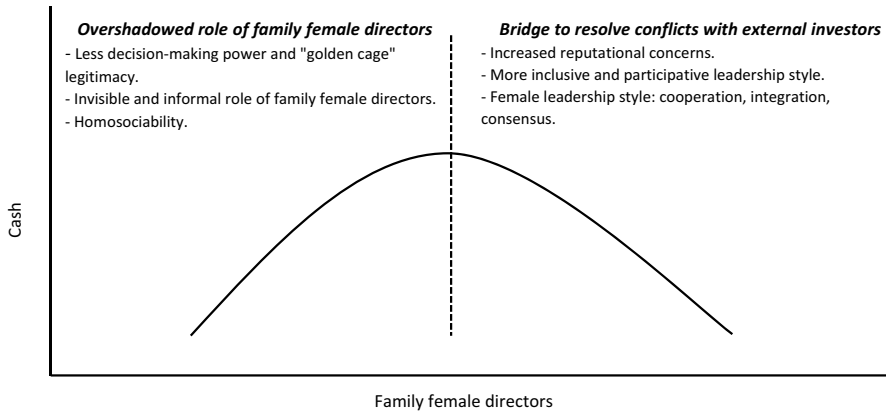 Overshadowed role of family female directors
- Less decision-making power and "golden cage"
legitimacy.
- Invisible and informal role of family female directors.
- Homosociability.
Bridge to resolve conflicts with external investors
- Increased reputational concerns.
- More inclusive and participative leadership style.
- Female leadership style: cooperation, integration,
consensus.
Cash
Family female directors